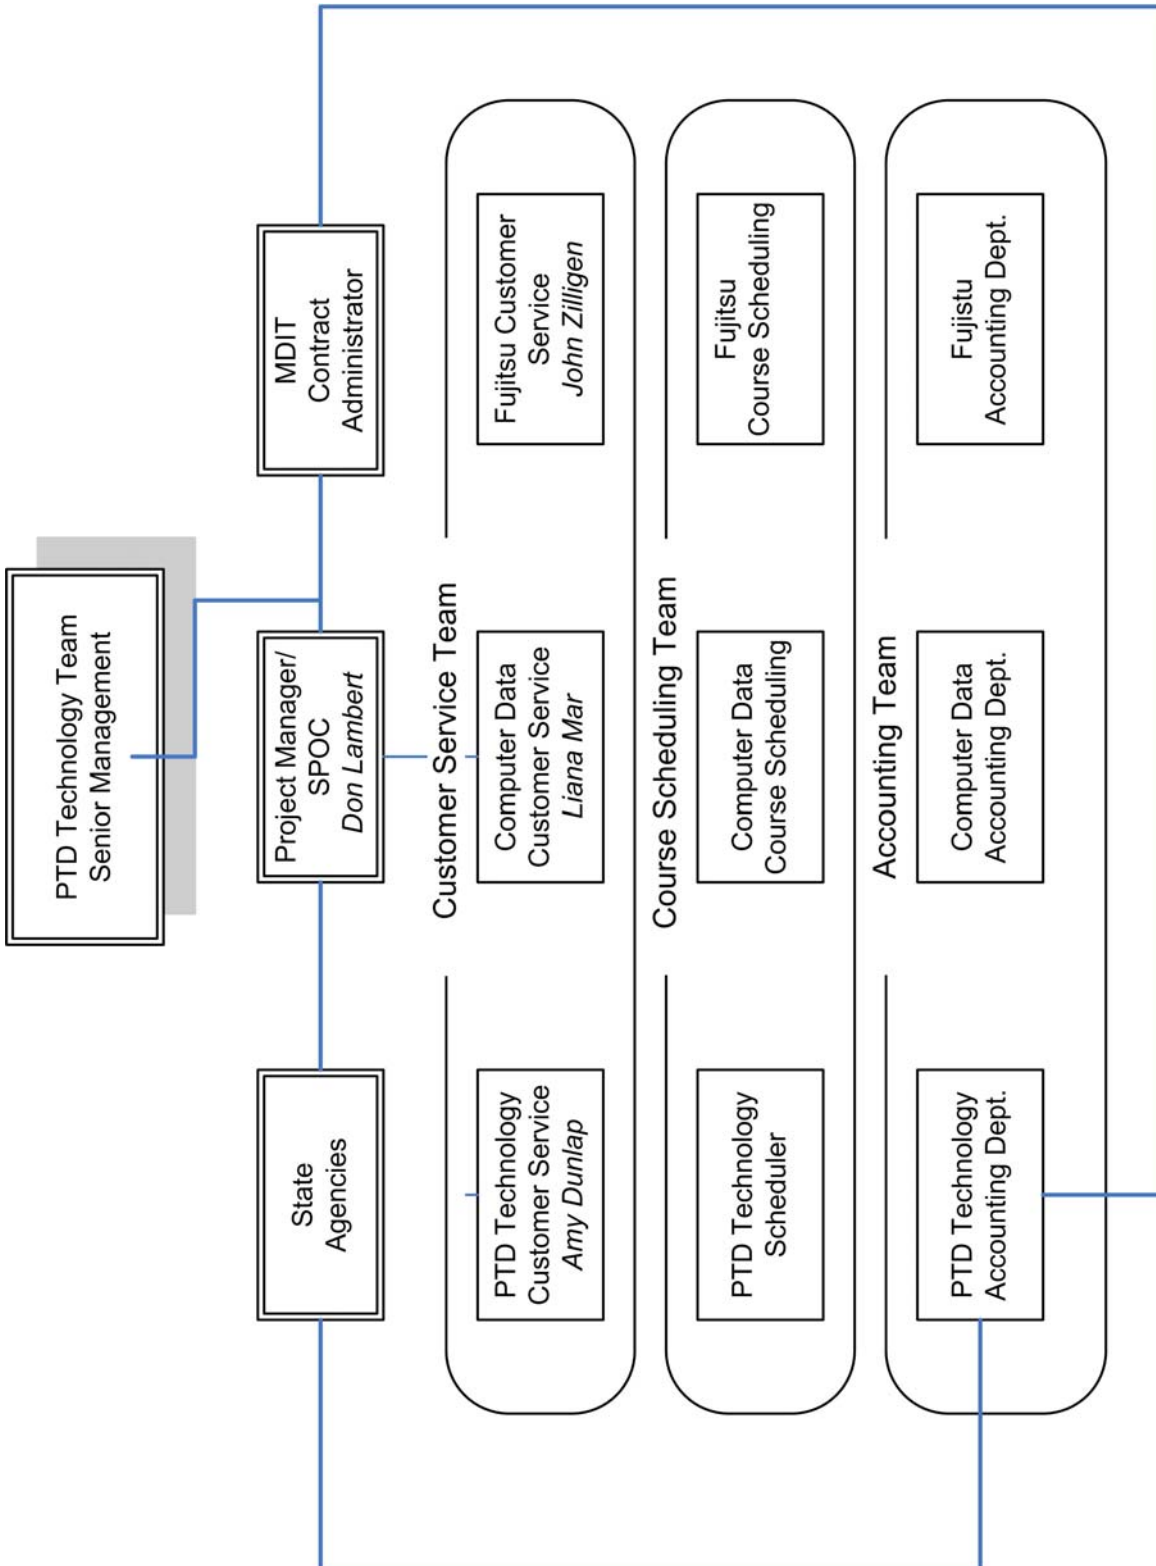 PTD Technology Team
Senior Management
State
Agencies
Project Manager/
SPOC
Don Lambert
MDIT
Contract
Administrator
Customer Service Team
PTD Technology
Customer Service
Amy Dunlap
Computer Data
Customer Service
Liana Mar
Fujitsu Customer
Service
John Zilligen
Course Scheduling Team
PTD Technology
Scheduler
Computer Data
Course Scheduling
Fujitsu
Course Scheduling
Accounting Team
PTD Technology
Accounting Dept.
Computer Data
Accounting Dept.
Fujistu
Accounting Dept.